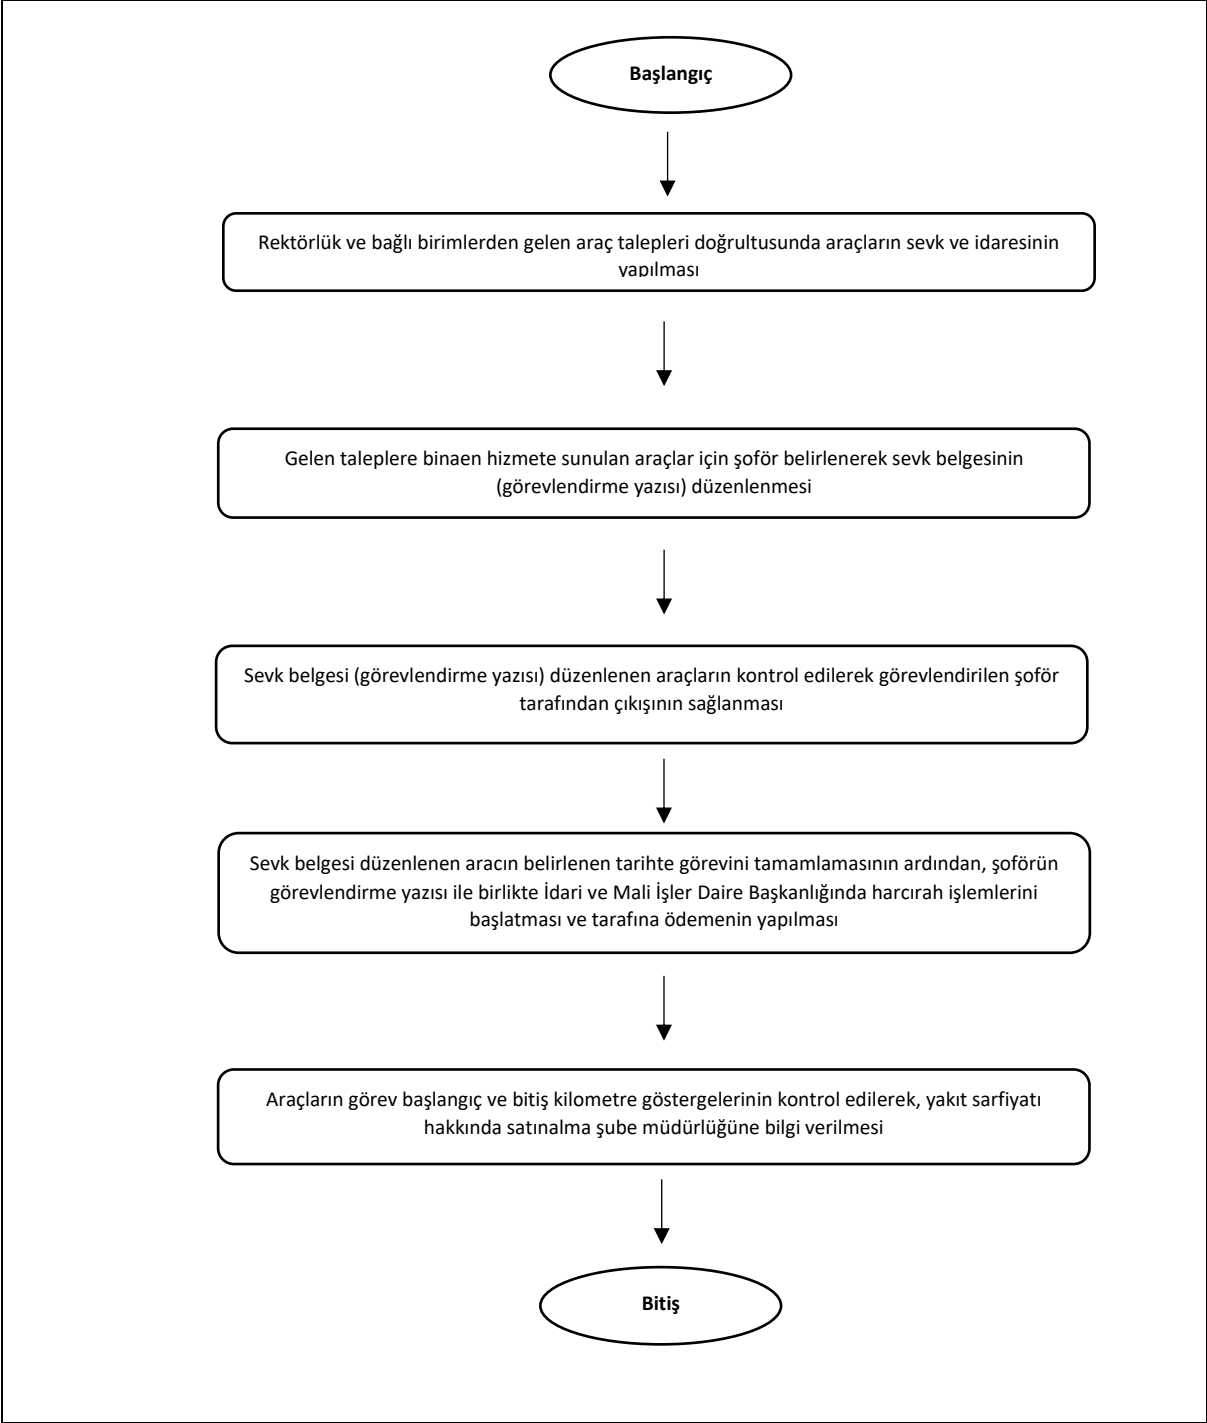 Başlangıç
Rektörlük ve bağlı birimlerden gelen araç talepleri doğrultusunda araçların sevk ve idaresinin
yapılması
Gelen taleplere binaen hizmete sunulan araçlar için şoför belirlenerek sevk belgesinin
(görevlendirme yazısı) düzenlenmesi
Sevk belgesi (görevlendirme yazısı) düzenlenen araçların kontrol edilerek görevlendirilen şoför
tarafından çıkışının sağlanması
Sevk belgesi düzenlenen aracın belirlenen tarihte görevini tamamlamasının ardından, şoförün
görevlendirme yazısı ile birlikte İdari ve Mali İşler Daire Başkanlığında harcırah işlemlerini
başlatması ve tarafına ödemenin yapılması
Araçların görev başlangıç ve bitiş kilometre göstergelerinin kontrol edilerek, yakıt sarfiyatı
hakkında satınalma şube müdürlüğüne bilgi verilmesi
Bitiş